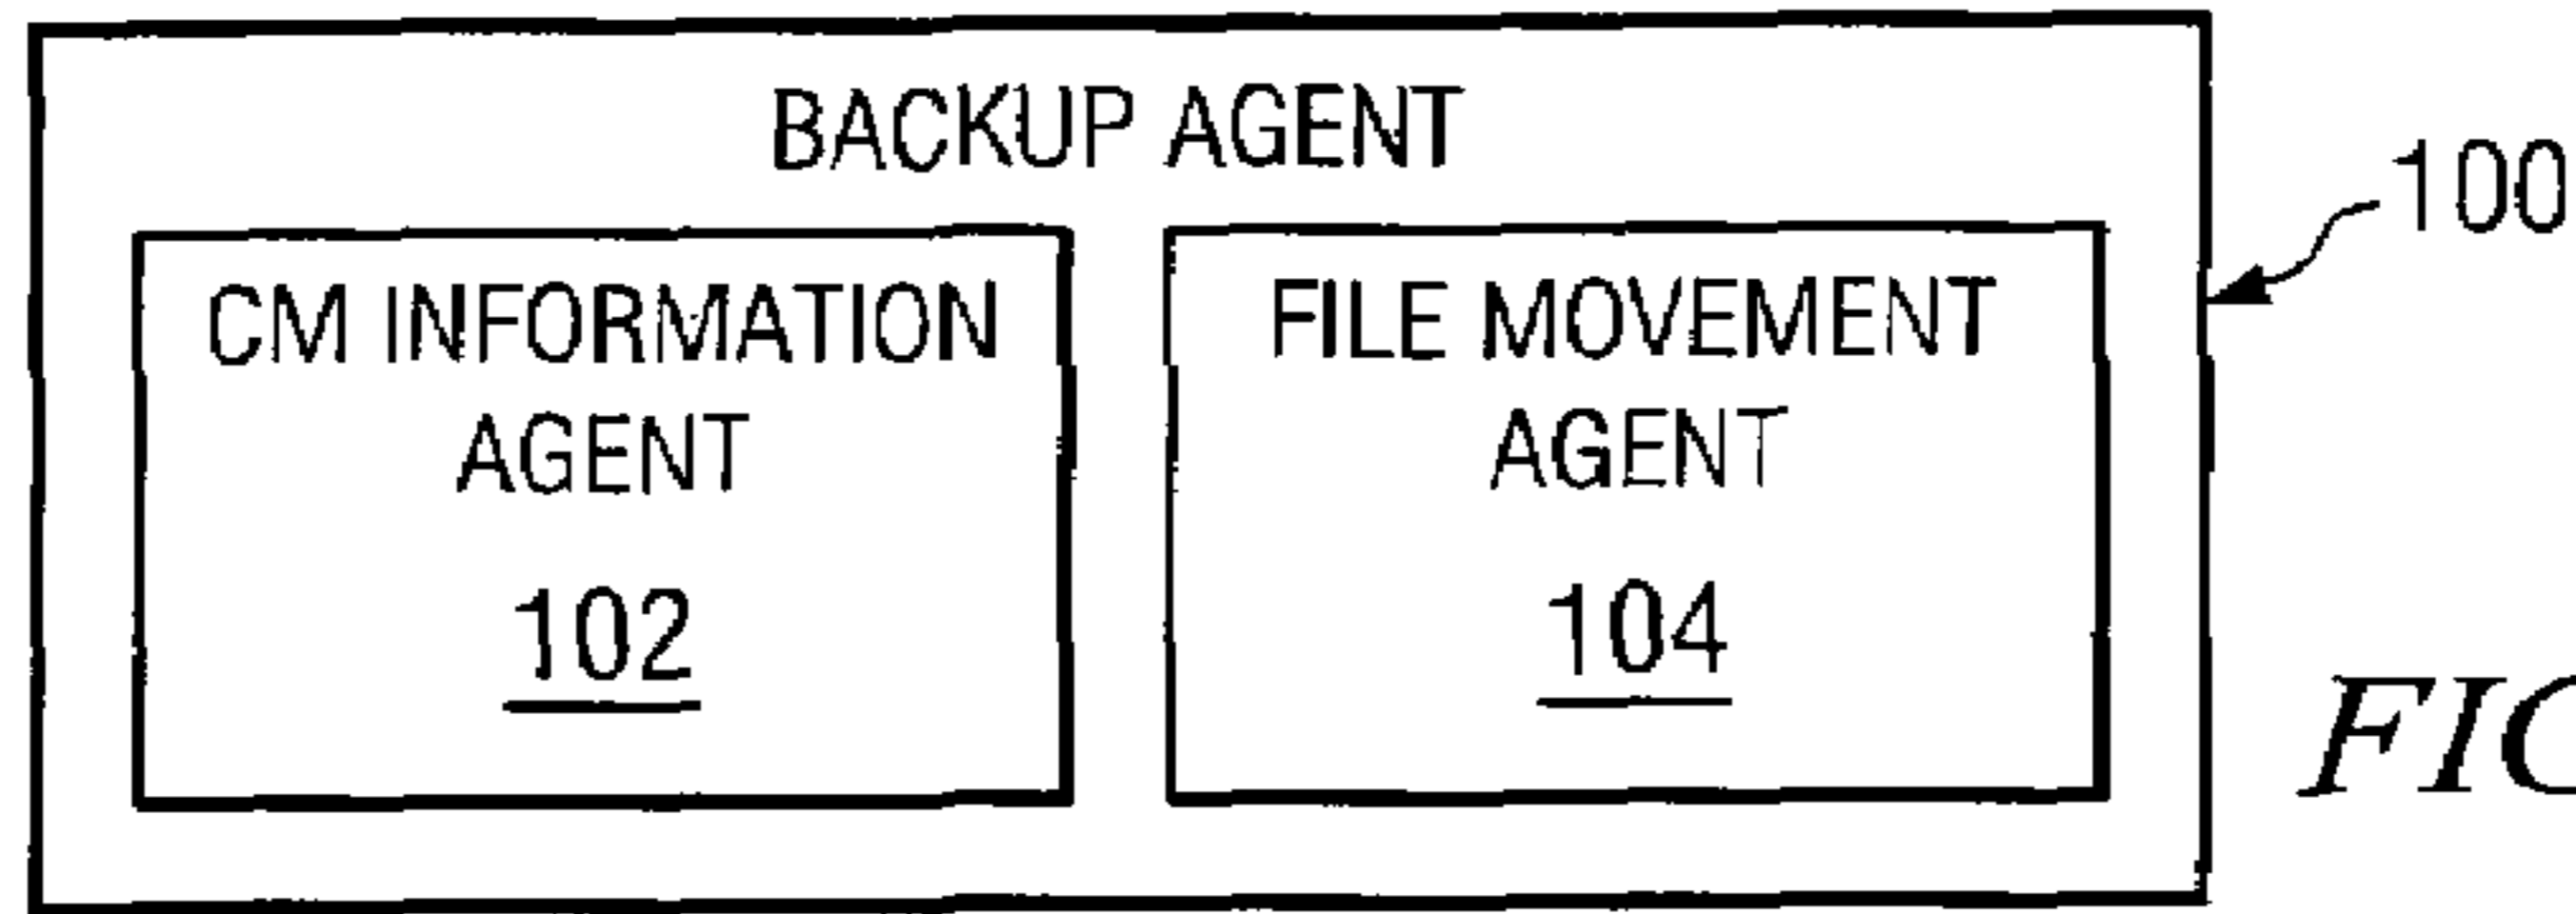 BACKUP AGENT
100
CM INFORMATION
AGENT
102
FILE MOVEMENT
AGENT
104